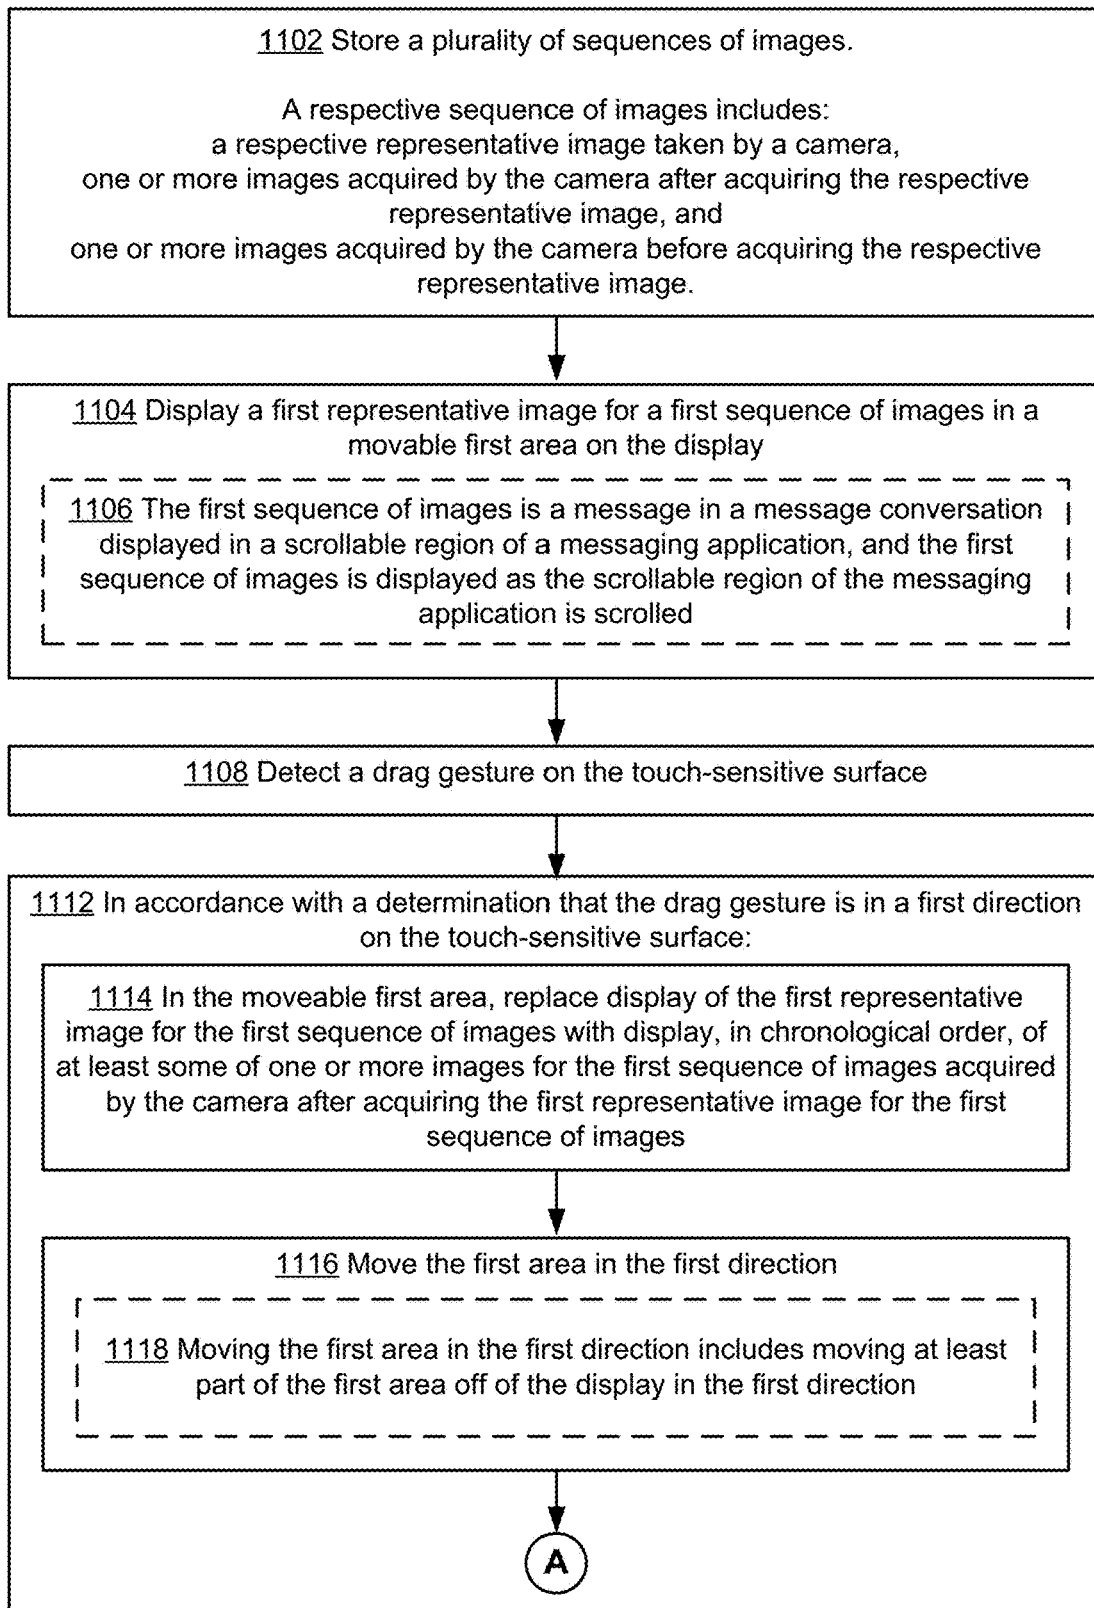 1102 Store a plurality of sequences of images.
A respective sequence of images includes:
a respective representative image taken by a camera,
one or more images acquired by the camera after acquiring the respective
representative image, and
one or more images acquired by the camera before acquiring the respective
representative image.
1104 Display a first representative image for a first sequence of images in a
movable first area on the display
1106 The first sequence of images is a message in a message conversation
displayed in a scrollable region of a messaging application, and the first
sequence of images is displayed as the scrollable region of the messaging
application is scrolled
1108 Detect a drag gesture on the touch-sensitive surface
1112 In accordance with a determination that the drag gesture is in a first direction
on the touch-sensitive surface:
1114 In the moveable first area, replace display of the first representative
image for the first sequence of images with display, in chronological order, of
at least some of one or more images for the first sequence of images acquired
by the camera after acquiring the first representative image for the first
sequence of images
1116 Move the first area in the first direction
1118 Moving the first area in the first direction includes moving at least
part of the first area off of the display in the first direction
A